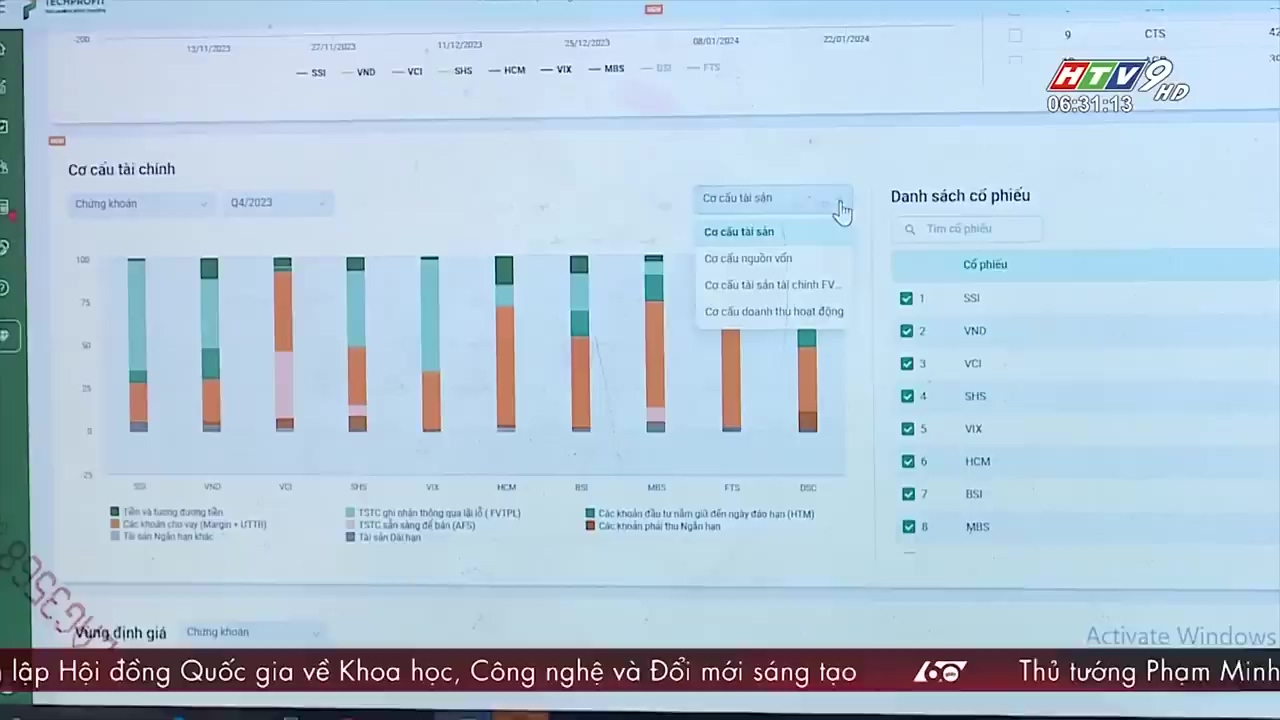 TECHPROFIT
-200
13/11/2023 27/11/2023 11/12/2023 25/12/2023 08/01/2024 22/01/2024
SSI VND VCI SHS HCM VIX MBS BSI FTS
9 CTS
HTV9 HD
06:31:13
Cơ cấu tài chính
Chứng khoán
Q4/2023
Cơ cấu tài sản
Cơ cấu tài sản
Cơ cấu nguồn vốn
Cơ cấu tài sản tài chính FV...
Cơ cấu doanh thu hoạt động
100
75
50
25
0
-25
SSI VND VCI SHS VIX HCM BSI MBS FTS DSC
Tiền và tương đương tiền
TSTC ghi nhận thông qua lãi lỗ ( FVTPL)
Các khoản đầu tư nắm giữ đến ngày đáo hạn (HTM)
Các khoản cho vay (Margin + UTTB)
TSTC sẵn sàng để bán (AFS)
Các khoản phải thu Ngắn hạn
Tài sản Ngắn hạn khác
Tài sản Dài hạn
Danh sách cổ phiếu
Tìm cổ phiếu
Cổ phiếu
1 SSI
2 VND
3 VCI
4 SHS
5 VIX
6 HCM
7 BSI
8 MBS
Vùng định giá
Chứng khoán
Activate Windows
lập Hội đồng Quốc gia về Khoa học, Công nghệ và Đổi mới sáng tạo
60 Thủ tướng Phạm Minh